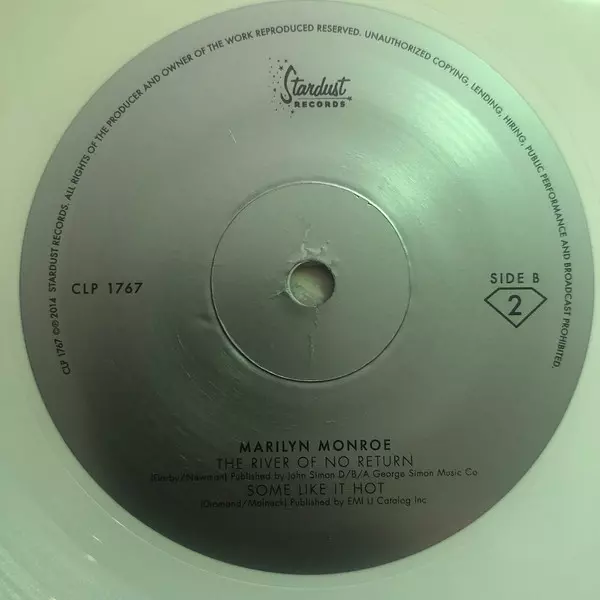 CLP 1767 ℗© 2014 STARDUST RECORDS. ALL RIGHTS OF THE PRODUCER AND OWNER OF THE WORK REPRODUCED RESERVED. UNAUTHORIZED COPYING, LENDING, HIRING, PUBLIC PERFORMANCE AND BROADCAST PROHIBITED.
Stardust
RECORDS
CLP 1767
SIDE B
2
MARILYN MONROE
THE RIVER OF NO RETURN
Published by John Simon D/B/A George Simon Music Co
SOME LIKE IT HOT
Published by EMI U Catalog Inc